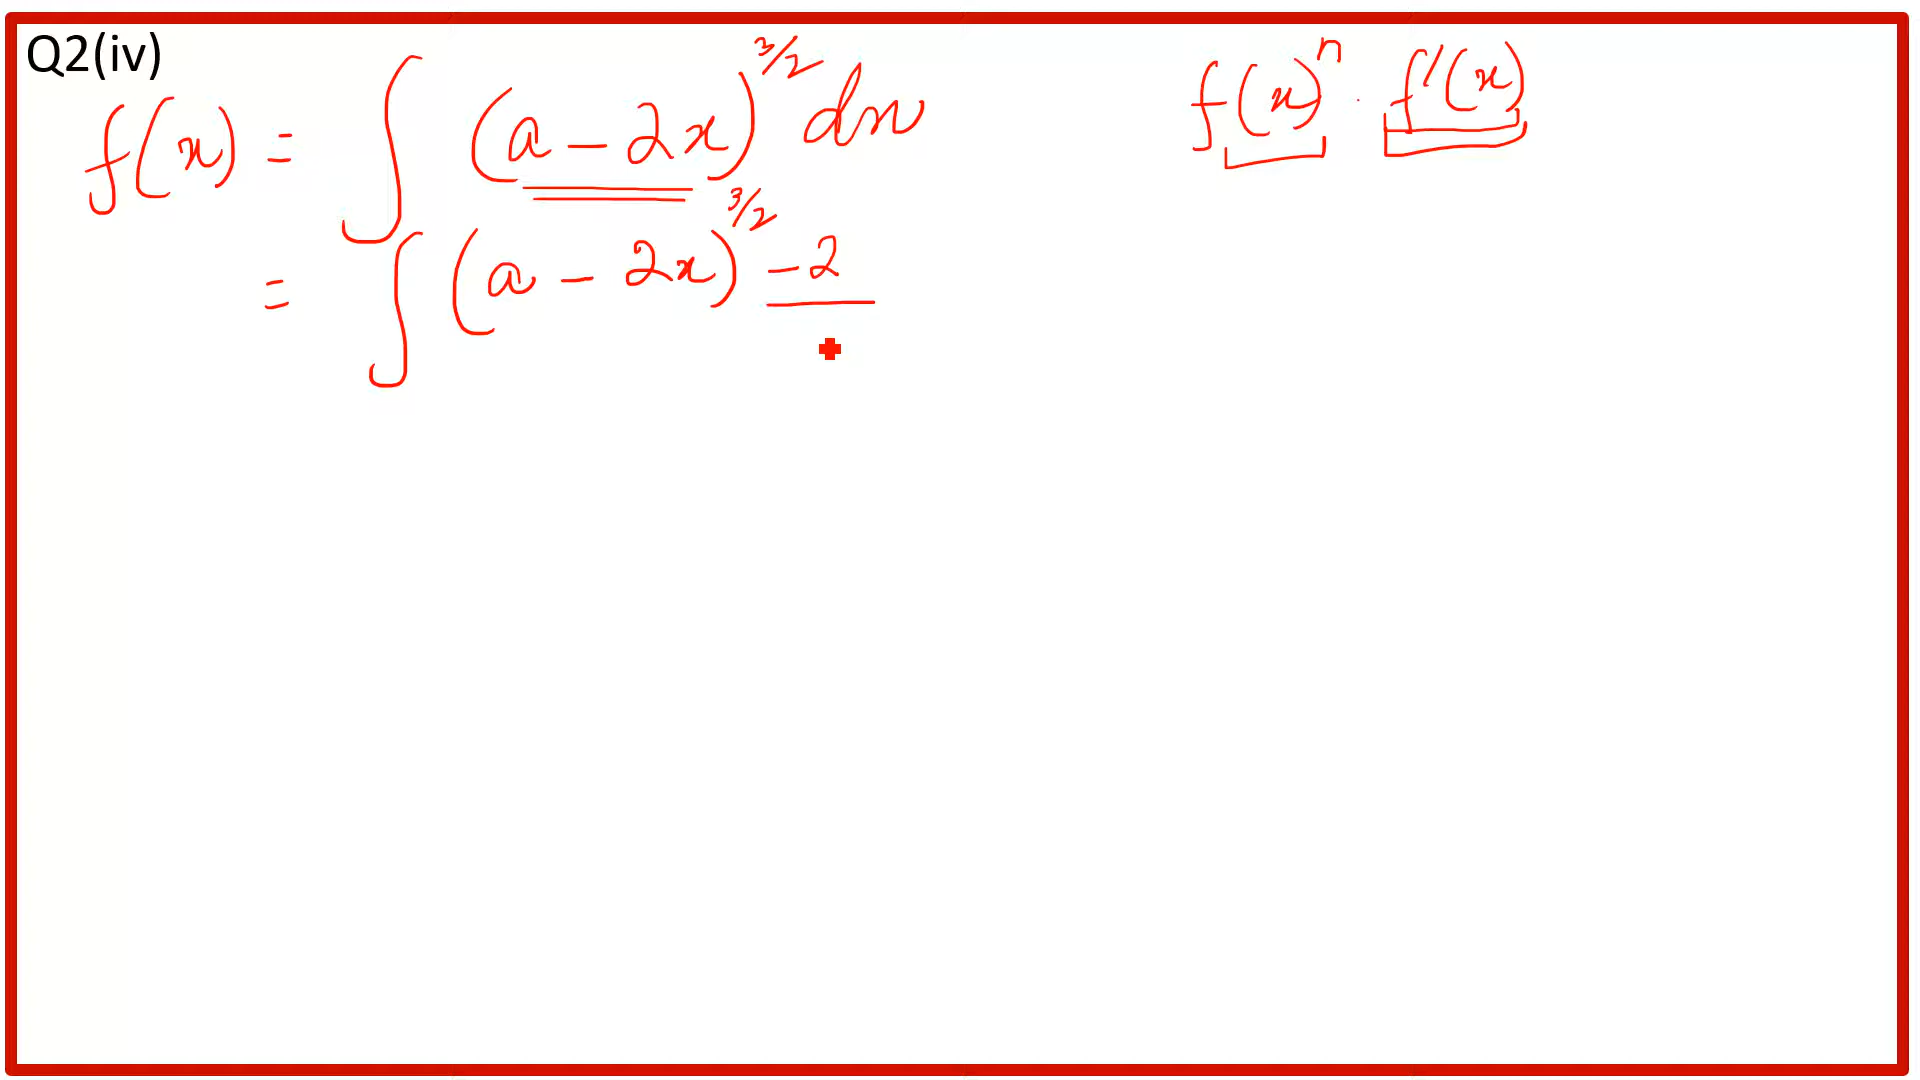 Q2(iv)
f(x) = ∫ (a - 2x)^3/2 dx
f(x)^n · f'(x)
= ∫ (a - 2x)^3/2 -2